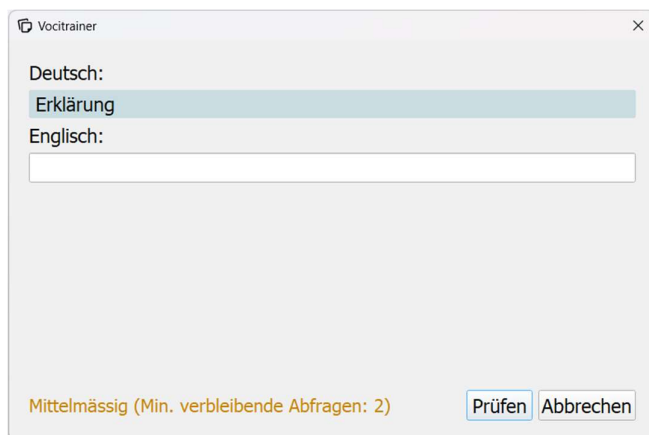 Vocitrainer
Deutsch:
Erklärung
Englisch:
Mittelmässig (Min. verbleibende Abfragen: 2) Prüfen Abbrechen